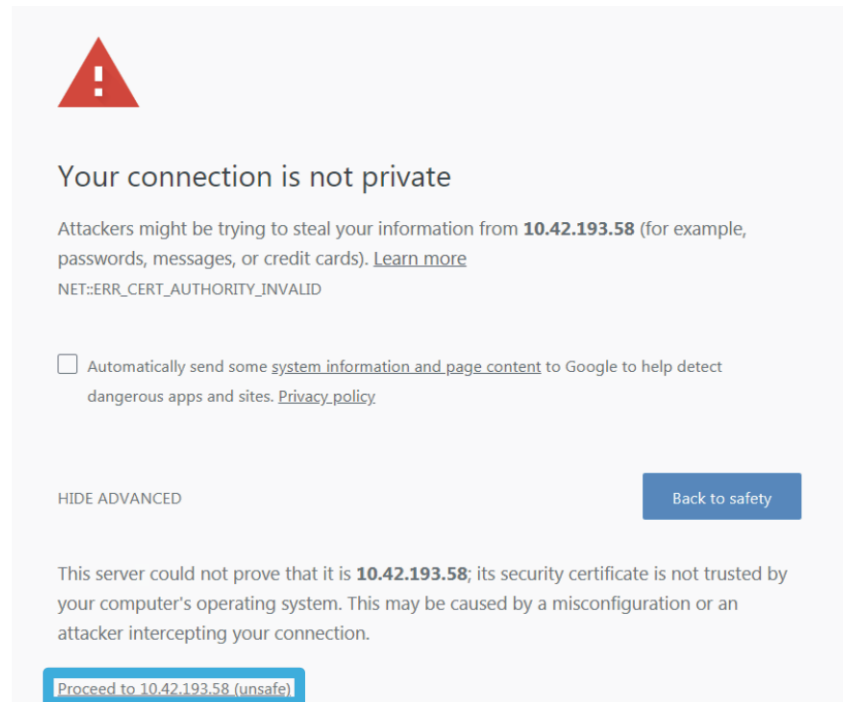 Your connection is not private
Attackers might be trying to steal your information from 10.42.193.58 (for example,
passwords, messages, or credit cards). Learn more
NET::ERR_CERT_AUTHORITY_INVALID
Automatically send some system information and page content to Google to help detect
dangerous apps and sites. Privacy policy
HIDE ADVANCED
Back to safety
This server could not prove that it is 10.42.193.58; its security certificate is not trusted by
your computer's operating system. This may be caused by a misconfiguration or an
attacker intercepting your connection.
Proceed to 10.42.193.58 (unsafe)